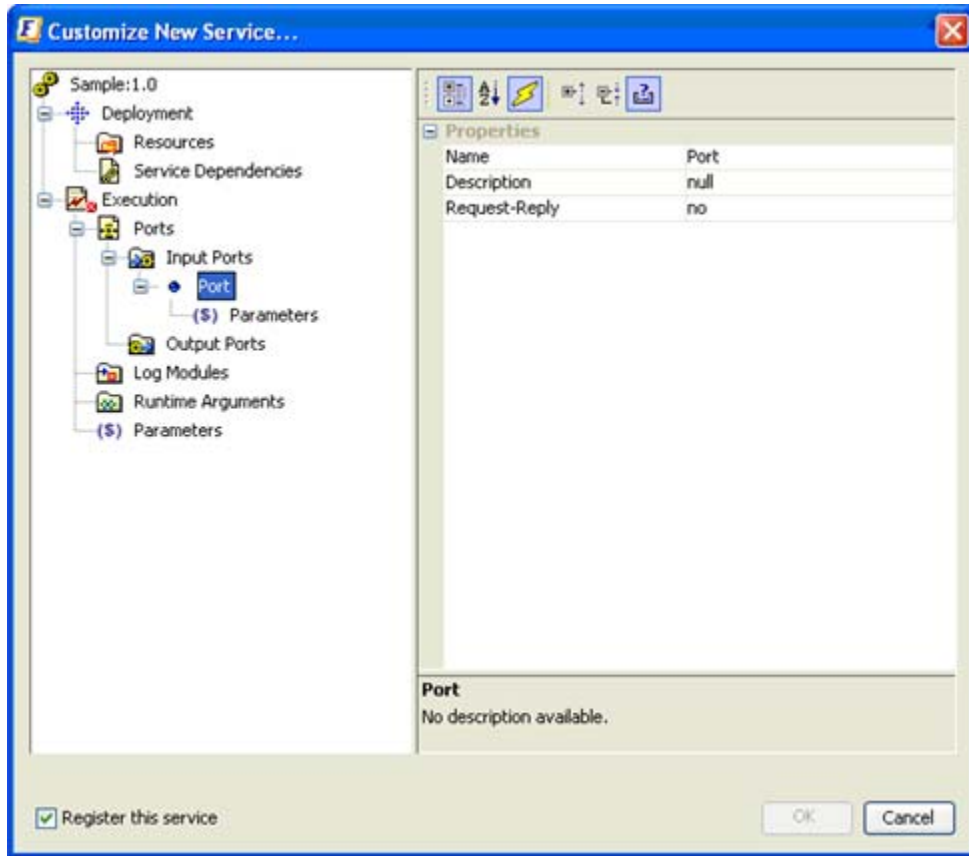 Customize New Service...
Sample:1.0
Deployment
Resources
Service Dependencies
Execution
Ports
Input Ports
Port
($) Parameters
Output Ports
Log Modules
Runtime Arguments
($) Parameters
Properties
Name Port
Description null
Request-Reply no
Port
No description available.
Register this service
OK
Cancel